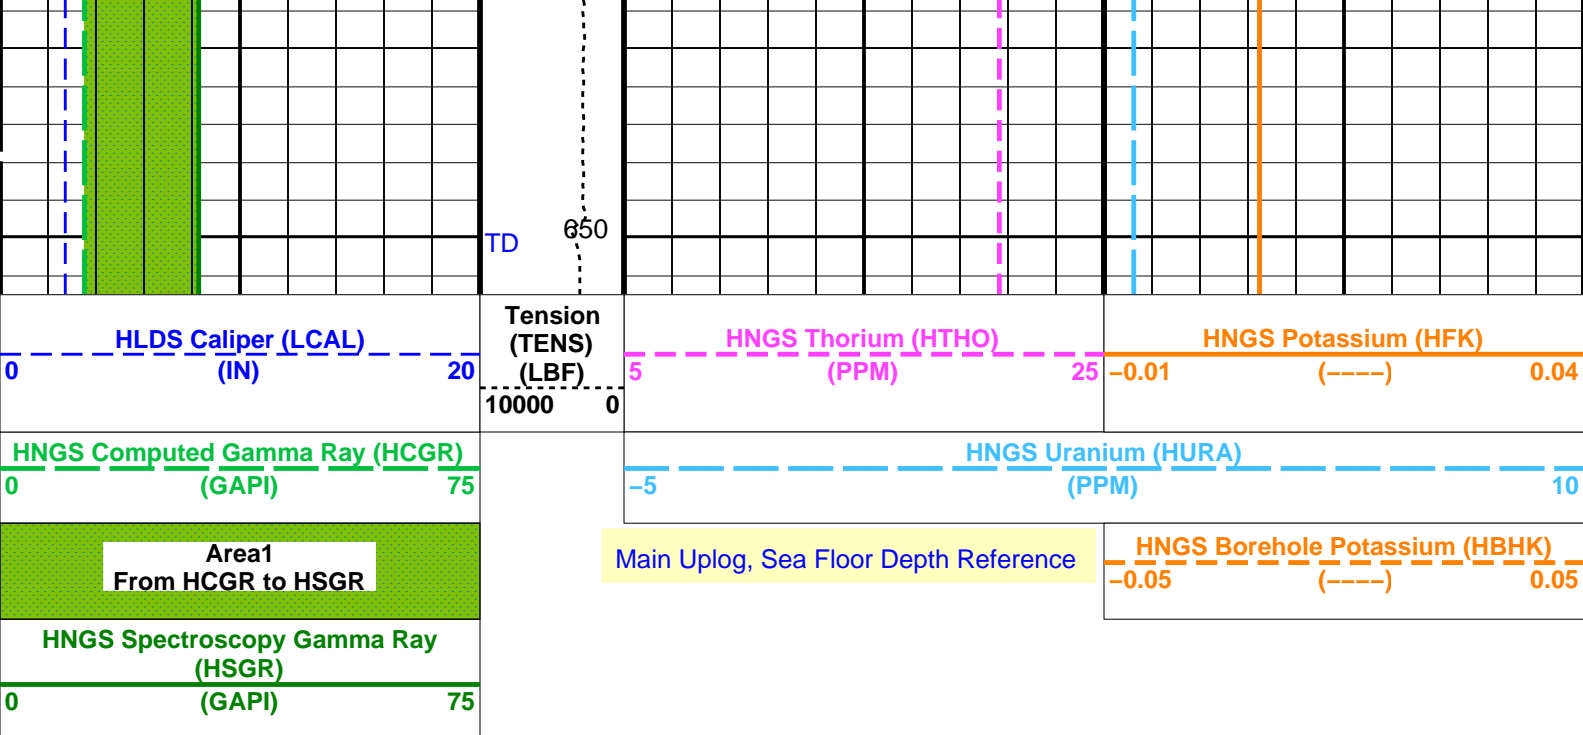 TD
650
HLDS Caliper (LCAL)
0 (IN) 20
Tension
(TENS)
(LBF)
10000 0
HNGS Thorium (HTHO)
5 (PPM) 25
HNGS Potassium (HFK)
−0.01 (−−−−) 0.04
HNGS Computed Gamma Ray (HCGR)
0 (GAPI) 75
HNGS Uranium (HURA)
−5 (PPM) 10
Area1
From HCGR to HSGR
Main Uplog, Sea Floor Depth Reference
HNGS Borehole Potassium (HBHK)
−0.05 (−−−−) 0.05
HNGS Spectroscopy Gamma Ray
(HSGR)
0 (GAPI) 75